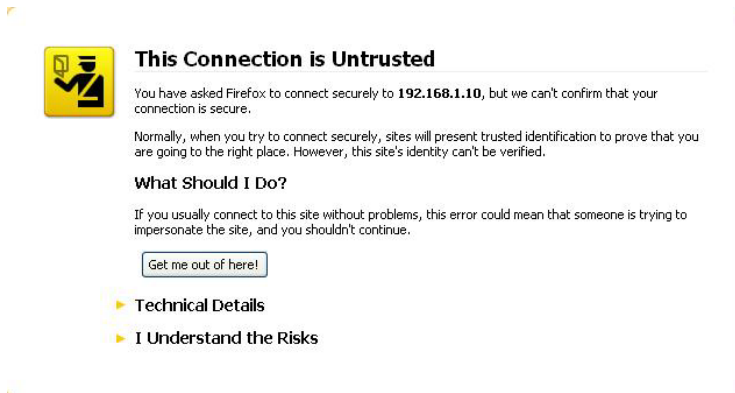 This Connection is Untrusted
You have asked Firefox to connect securely to 192.168.1.10, but we can't confirm that your
connection is secure.
Normally, when you try to connect securely, sites will present trusted identification to prove that you
are going to the right place. However, this site's identity can't be verified.
What Should I Do?
If you usually connect to this site without problems, this error could mean that someone is trying to
impersonate the site, and you shouldn't continue.
Get me out of here!
Technical Details
I Understand the Risks